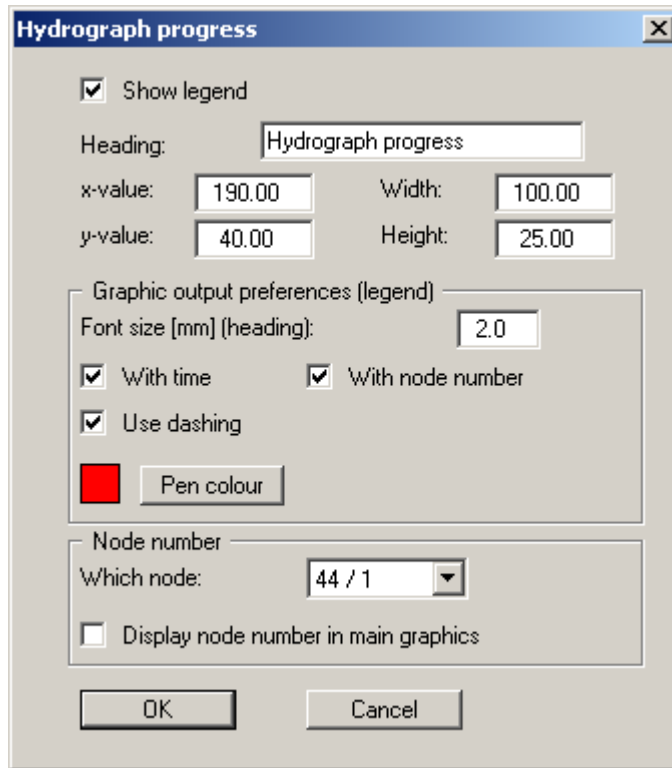 Hydrograph progress
Show legend
Heading: Hydrograph progress
x-value: 190.00 Width: 100.00
y-value: 40.00 Height: 25.00
Graphic output preferences (legend)
Font size [mm] (heading): 2.0
With time With node number
Use dashing
Pen colour
Node number
Which node: 44 / 1
Display node number in main graphics
OK Cancel